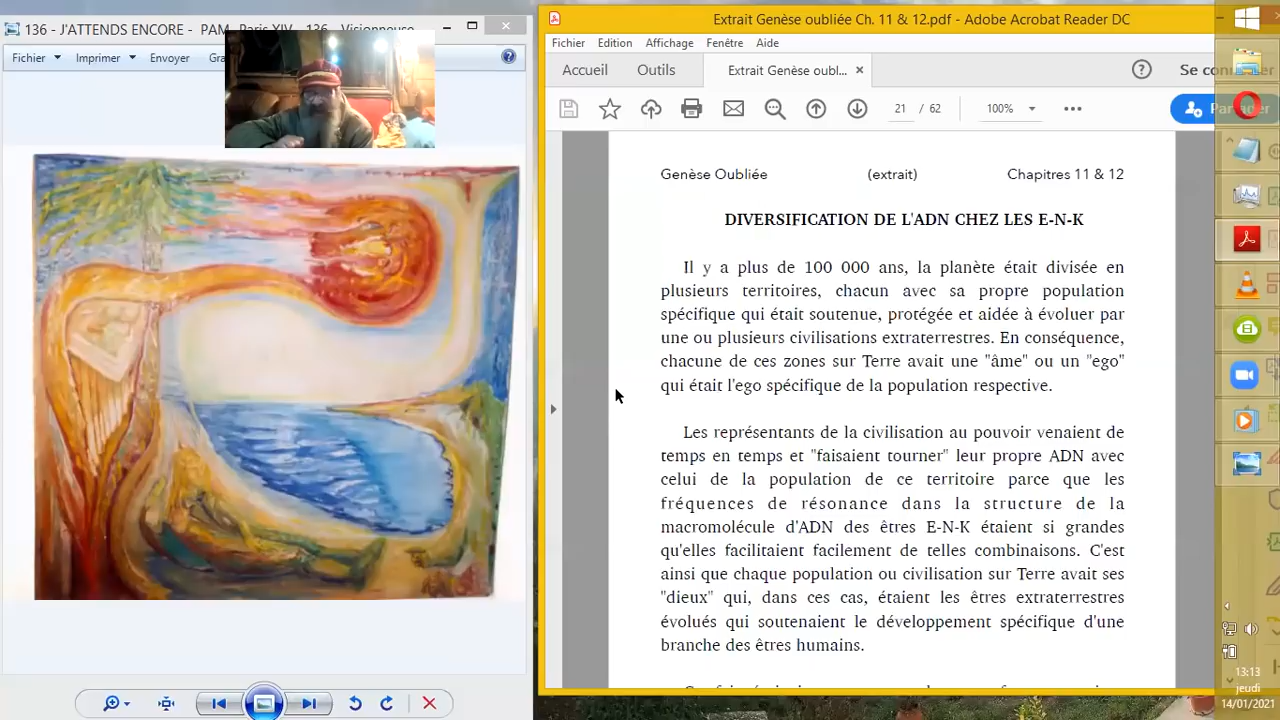 136 - J'ATTENDS ENCORE - PAM, Paris XIV - 136 - Visionneuse
Fichier Imprimer Envoyer Gra
Extrait Genèse oubliée Ch. 11 & 12.pdf - Adobe Acrobat Reader DC
Fichier Edition Affichage Fenêtre Aide
Accueil Outils Extrait Genèse oubl... Se connecter
21 / 62 100% Partager
Genèse Oubliée (extrait) Chapitres 11 & 12
DIVERSIFICATION DE L'ADN CHEZ LES E-N-K
Il y a plus de 100 000 ans, la planète était divisée en
plusieurs territoires, chacun avec sa propre population
spécifique qui était soutenue, protégée et aidée à évoluer par
une ou plusieurs civilisations extraterrestres. En conséquence,
chacune de ces zones sur Terre avait une "âme" ou un "ego"
qui était l'ego spécifique de la population respective.
Les représentants de la civilisation au pouvoir venaient de
temps en temps et "faisaient tourner" leur propre ADN avec
celui de la population de ce territoire parce que les
fréquences de résonance dans la structure de la
macromolécule d'ADN des êtres E-N-K étaient si grandes
qu'elles facilitaient facilement de telles combinaisons. C'est
ainsi que chaque population ou civilisation sur Terre avait ses
"dieux" qui, dans ces cas, étaient les êtres extraterrestres
évolués qui soutenaient le développement spécifique d'une
branche des êtres humains.
13:13
jeudi
14/01/2021